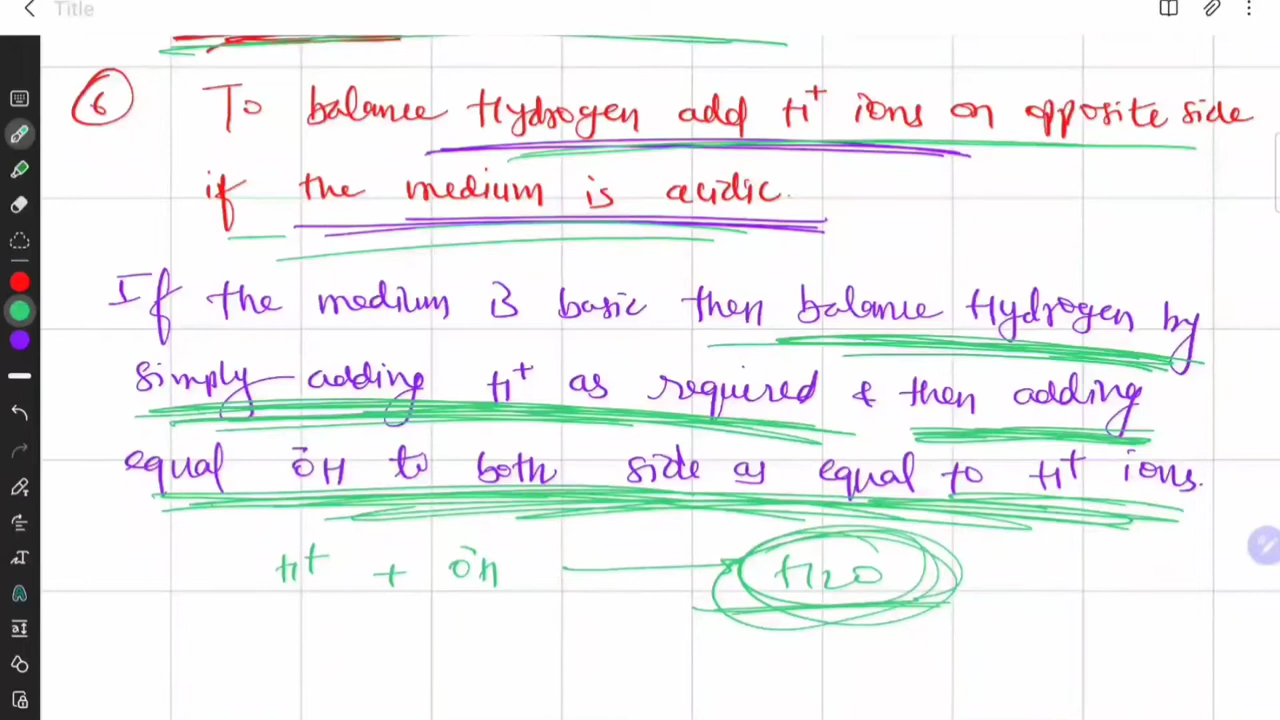 Title
⑥ To balance Hydrogen add H⁺ ions on opposite side
if the medium is acidic.
If the medium is basic then balance Hydrogen by
simply adding H⁺ as required & then adding
equal ŌH to both side as equal to H⁺ ions.
H⁺ + ŌH → H2O